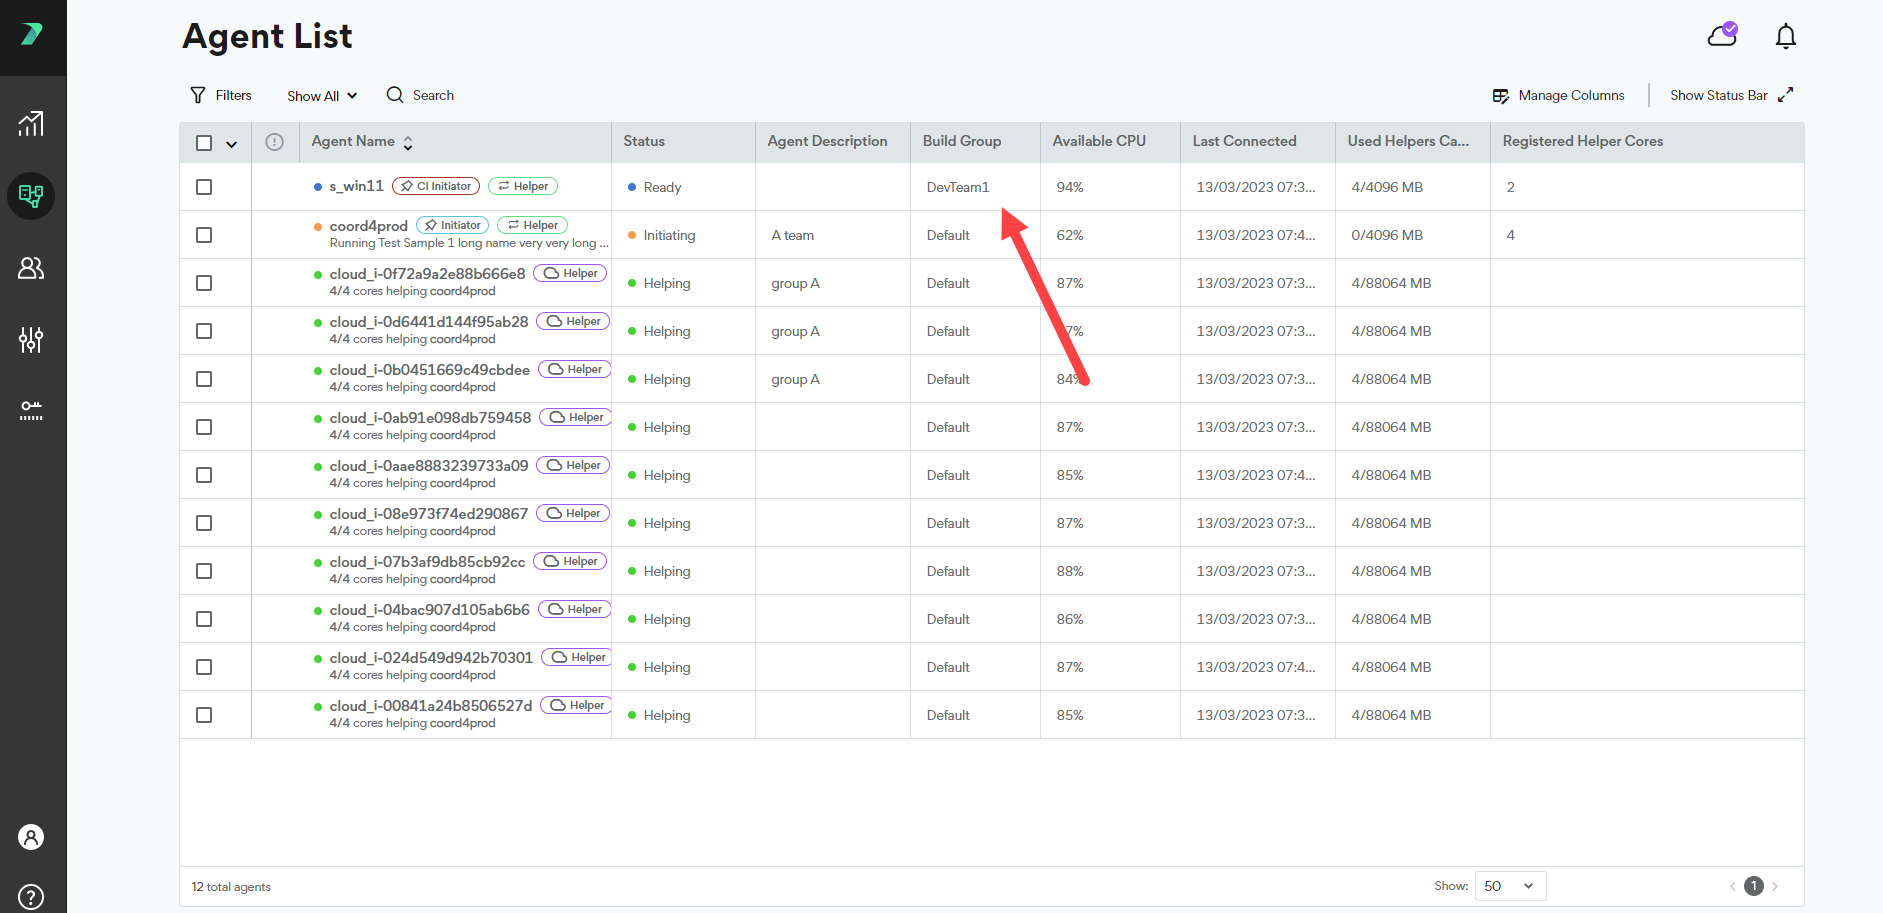 Agent List
Filters Show All Search Manage Columns Show Status Bar
Agent Name Status Agent Description Build Group Available CPU Last Connected Used Helpers Ca... Registered Helper Cores
s_win11 CI Initiator Helper Ready DevTeam1 94% 13/03/2023 07:3... 4/4096 MB 2
coord4prod Initiator Helper Initiating A team Default 62% 13/03/2023 07:4... 0/4096 MB 4
Running Test Sample 1 long name very very long ...
cloud_i-0f72a9a2e88b666e8 Helper Helping group A Default 87% 13/03/2023 07:3... 4/88064 MB
4/4 cores helping coord4prod
cloud_i-0d6441d144f95ab28 Helper Helping group A Default 7% 13/03/2023 07:3... 4/88064 MB
4/4 cores helping coord4prod
cloud_i-0b0451669c49cbdee Helper Helping group A Default 84% 13/03/2023 07:3... 4/88064 MB
4/4 cores helping coord4prod
cloud_i-0ab91e098db759458 Helper Helping Default 87% 13/03/2023 07:3... 4/88064 MB
4/4 cores helping coord4prod
cloud_i-0aae8883239733a09 Helper Helping Default 85% 13/03/2023 07:4... 4/88064 MB
4/4 cores helping coord4prod
cloud_i-08e973f74ed290867 Helper Helping Default 87% 13/03/2023 07:3... 4/88064 MB
4/4 cores helping coord4prod
cloud_i-07b3af9db85cb92cc Helper Helping Default 88% 13/03/2023 07:3... 4/88064 MB
4/4 cores helping coord4prod
cloud_i-04bac907d105ab6b6 Helper Helping Default 86% 13/03/2023 07:3... 4/88064 MB
4/4 cores helping coord4prod
cloud_i-024d549d942b70301 Helper Helping Default 87% 13/03/2023 07:4... 4/88064 MB
4/4 cores helping coord4prod
cloud_i-00841a24b8506527d Helper Helping Default 85% 13/03/2023 07:3... 4/88064 MB
4/4 cores helping coord4prod
12 total agents Show: 50 1